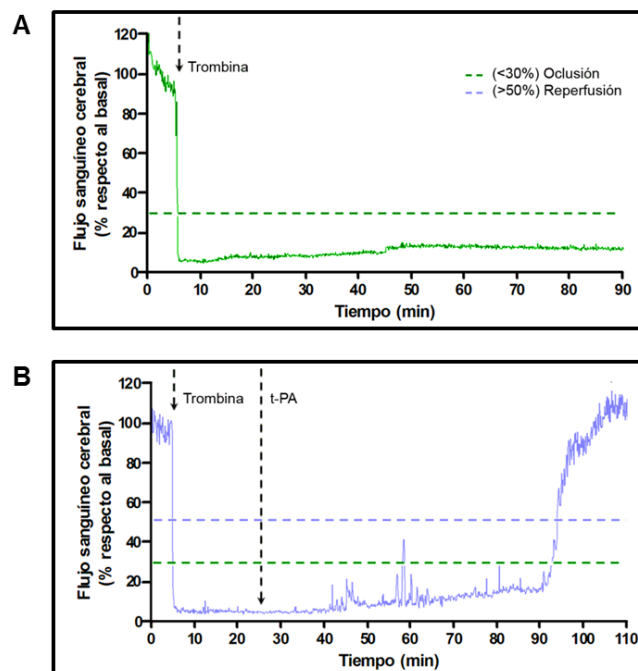 A
Trombina
(<30%) Oclusión
(>50%) Reperfusión
Flujo sanguíneo cerebral
(% respecto al basal)
120
100
80
60
40
20
0
0 10 20 30 40 50 60 70 80 90
Tiempo (min)
B
Trombina
t-PA
Flujo sanguíneo cerebral
(% respecto al basal)
120
100
80
60
40
20
0
0 10 20 30 40 50 60 70 80 90 100 110
Tiempo (min)